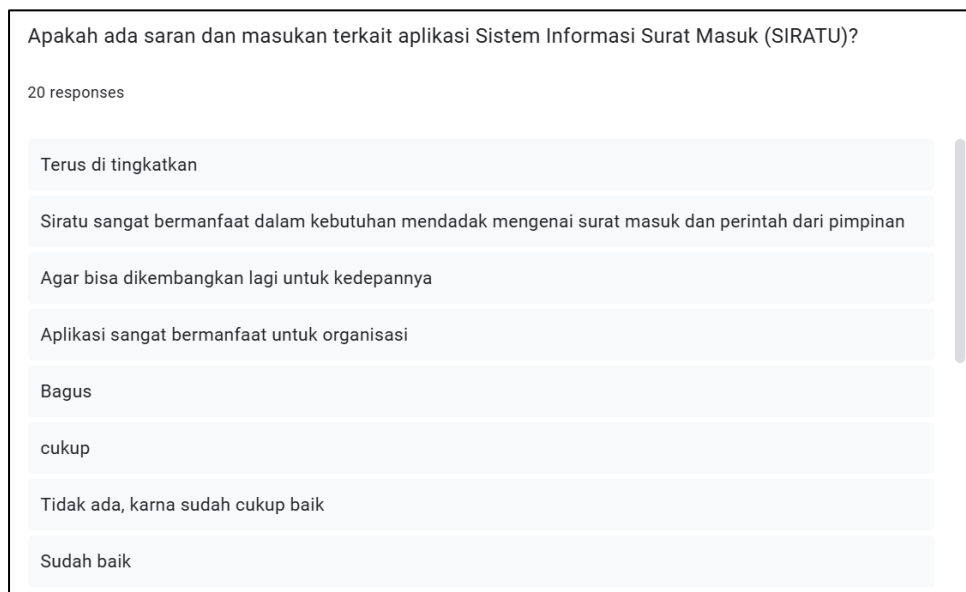 Apakah ada saran dan masukan terkait aplikasi Sistem Informasi Surat Masuk (SIRATU)?
20 responses
Terus di tingkatkan
Siratu sangat bermanfaat dalam kebutuhan mendadak mengenai surat masuk dan perintah dari pimpinan
Agar bisa dikembangkan lagi untuk kedepannya
Aplikasi sangat bermanfaat untuk organisasi
Bagus
cukup
Tidak ada, karna sudah cukup baik
Sudah baik